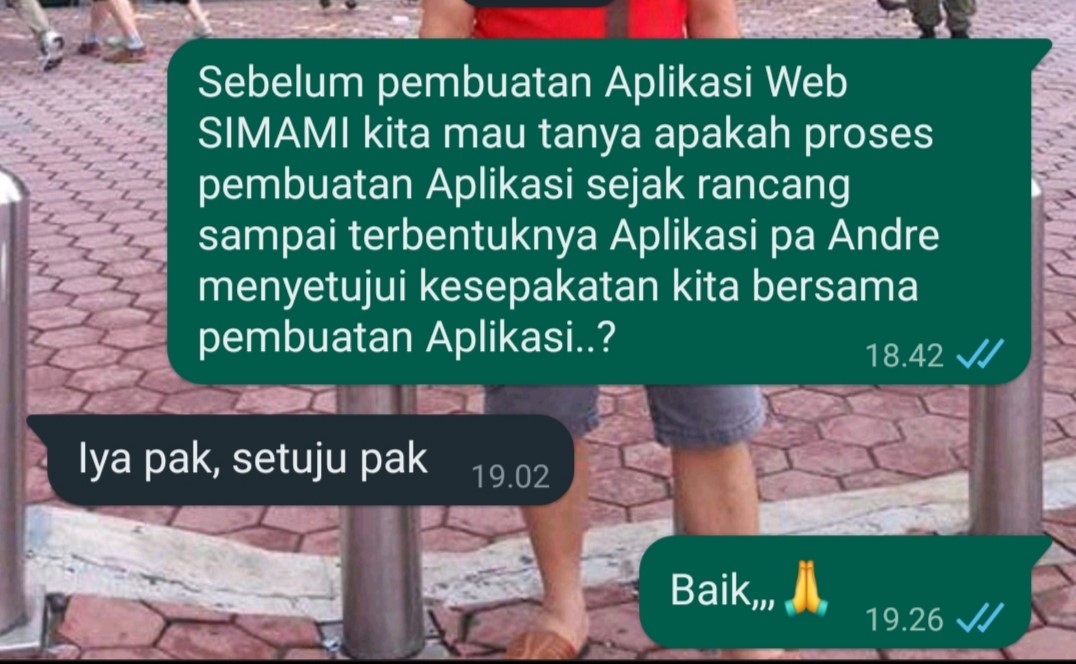 Sebelum pembuatan Aplikasi Web
SIMAMI kita mau tanya apakah proses
pembuatan Aplikasi sejak rancang
sampai terbentuknya Aplikasi pa Andre
menyetujui kesepakatan kita bersama
pembuatan Aplikasi..?
18.42
Iya pak, setuju pak
19.02
Baik,,, 🙏
19.26